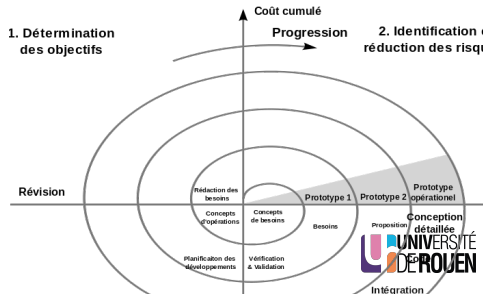 Coût cumulé
1. Détermination
des objectifs
Progression
2. Identification
réduction des
Révision
Rédaction des
besoins
Prototype 1
Prototype 2
Prototype
opérationel
Concepts
d'opérations
Concepts
de besoins
Besoins
Proposition
Conception
détaillée
UNIVERSITÉ
DE ROUEN
Code
Planificaiton des
développements
Vérification
& Validation
Intégration